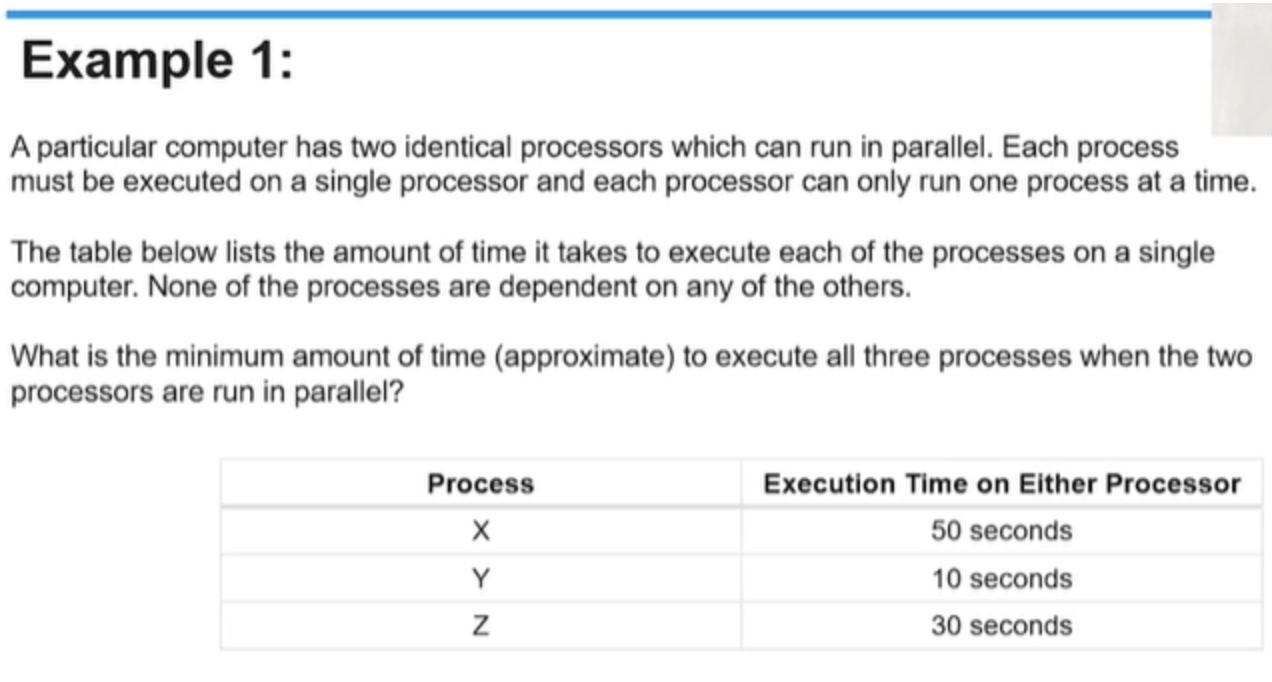 Example 1:
A particular computer has two identical processors which can run in parallel. Each process
must be executed on a single processor and each processor can only run one process at a time.
The table below lists the amount of time it takes to execute each of the processes on a single
computer. None of the processes are dependent on any of the others.
What is the minimum amount of time (approximate) to execute all three processes when the two
processors are run in parallel?
Process Execution Time on Either Processor
X 50 seconds
Y 10 seconds
Z 30 seconds